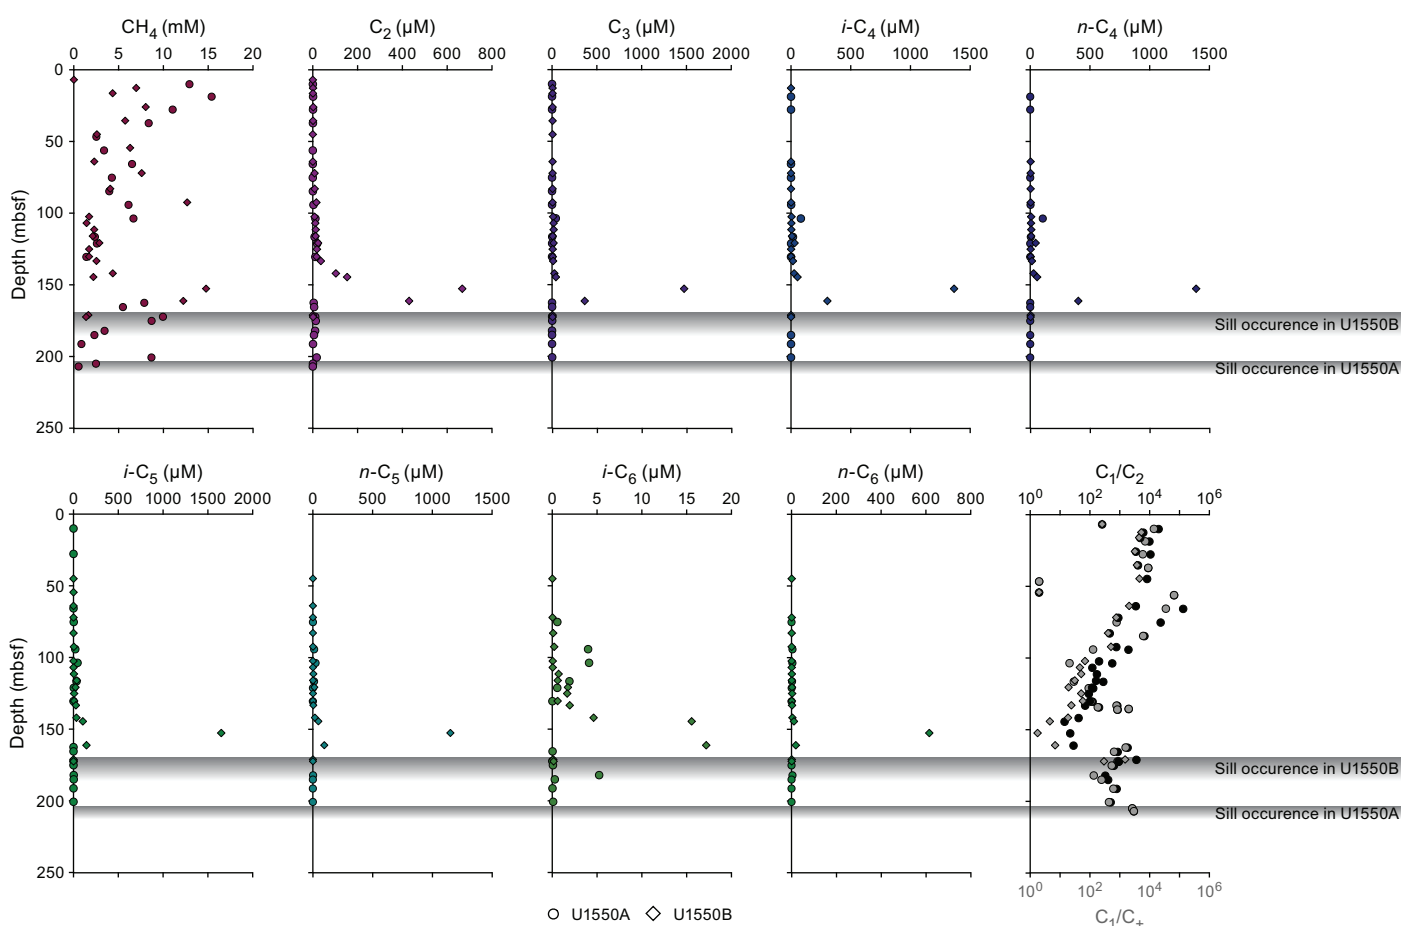 CH4 (mM)
C2 (µM)
C3 (µM)
i-C4 (µM)
n-C4 (µM)
0 5 10 15 20
0 200 400 600 800
0 500 1000 1500 2000
0 500 1000 1500
0 500 1000 1500
0
50
100
150
200
250
Depth (mbsf)
Sill occurence in U1550B
Sill occurence in U1550A
i-C5 (µM)
n-C5 (µM)
i-C6 (µM)
n-C6 (µM)
C1/C2
0 500 1000 1500 2000
0 500 1000 1500
0 5 10 15 20
0 200 400 600 800
10^0 10^2 10^4 10^6
0
50
100
150
200
250
Depth (mbsf)
Sill occurence in U1550B
Sill occurence in U1550A
10^0 10^2 10^4 10^6
C1/C+
U1550A
U1550B